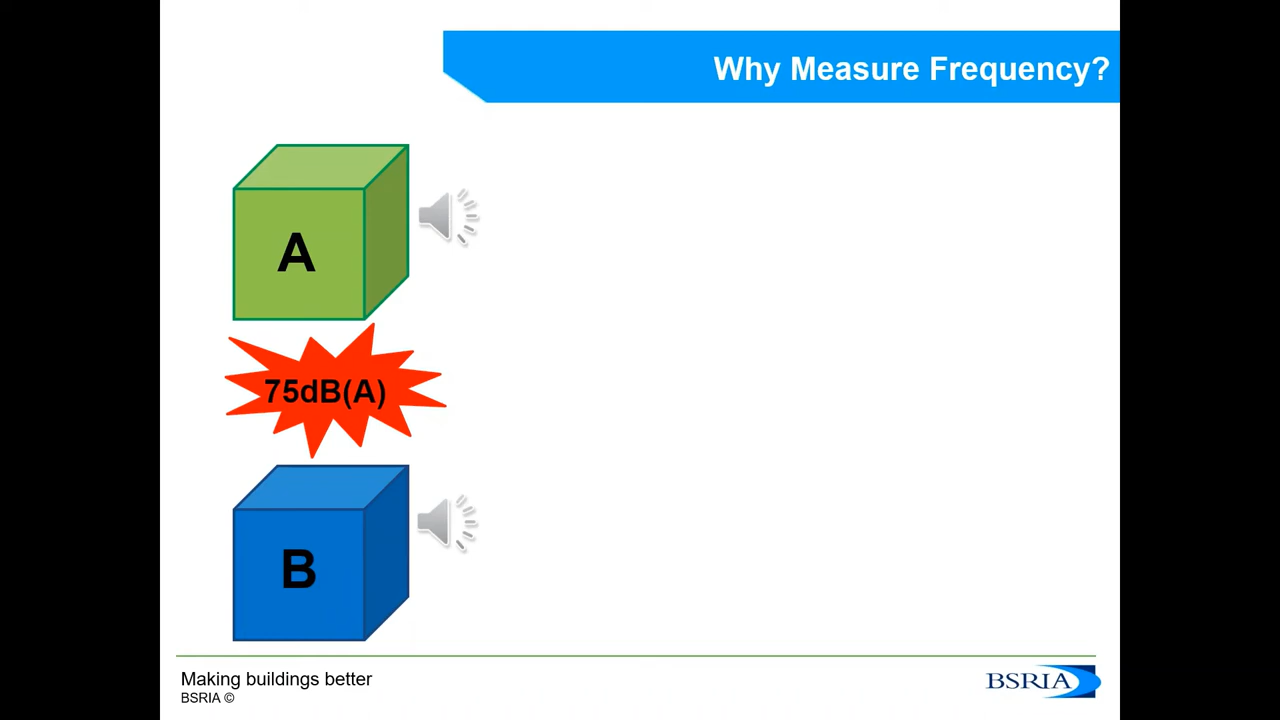 Why Measure Frequency?
A
75dB(A)
B
Making buildings better
BSRIA ©
BSRIA